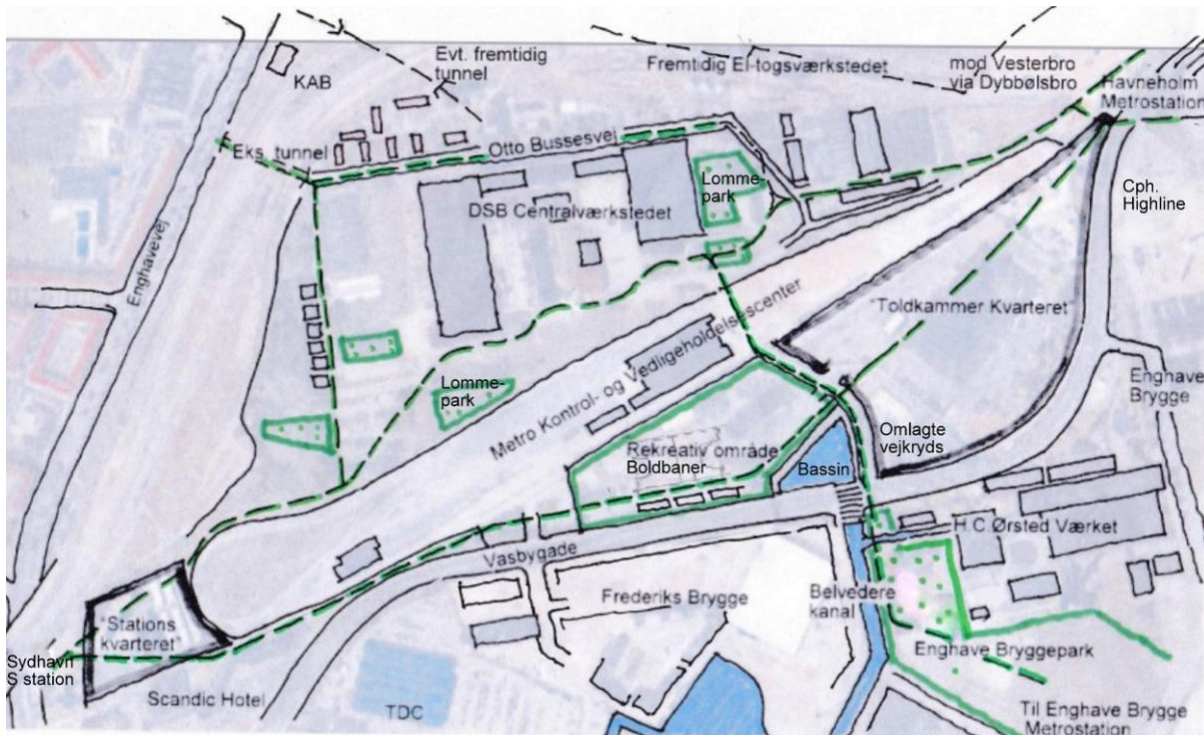 Evt. fremtidig
tunnel
Fremtidig El-togsværkstedet
mod Vesterbro
via Dybbølsbro
Havneholm
Metrostation
KAB
Eks. tunnel
Otto Bussesvej
Lomme-
park
DSB Centralværkstedet
Cph.
Highline
Enghavevej
"Toldkammer Kvarteret"
Metro Kontrol- og Vedligeholdelsescenter
Lomme-
park
Enghave
Brygge
Omlagte
vejkryds
Rekreativ område
Boldbaner
Bassin
H.C.Ørsted Værket
Vasbygade
Frederiks Brygge
Belvedere
kanal
"Stations
kvarteret"
Enghave Bryggepark
Sydhavn
S station
Scandic Hotel
TDC
Til Enghave Brygge
Metrostation